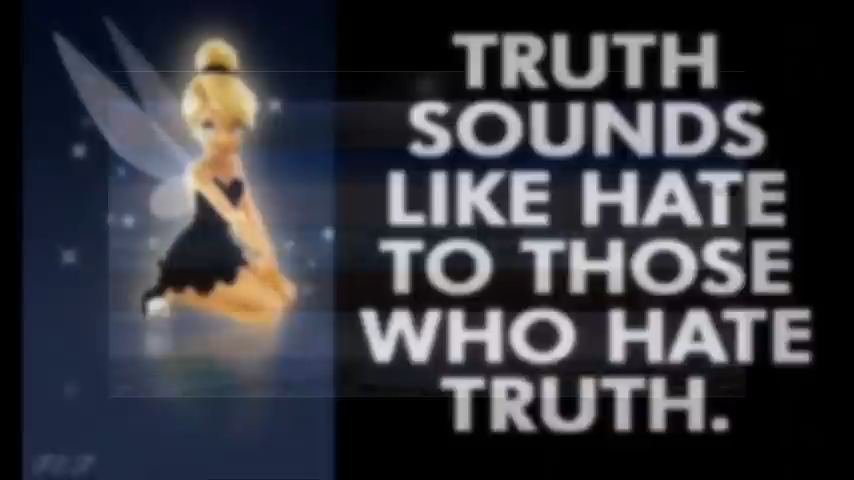 TRUTH
SOUNDS
LIKE HATE
TO THOSE
WHO HATE
TRUTH.